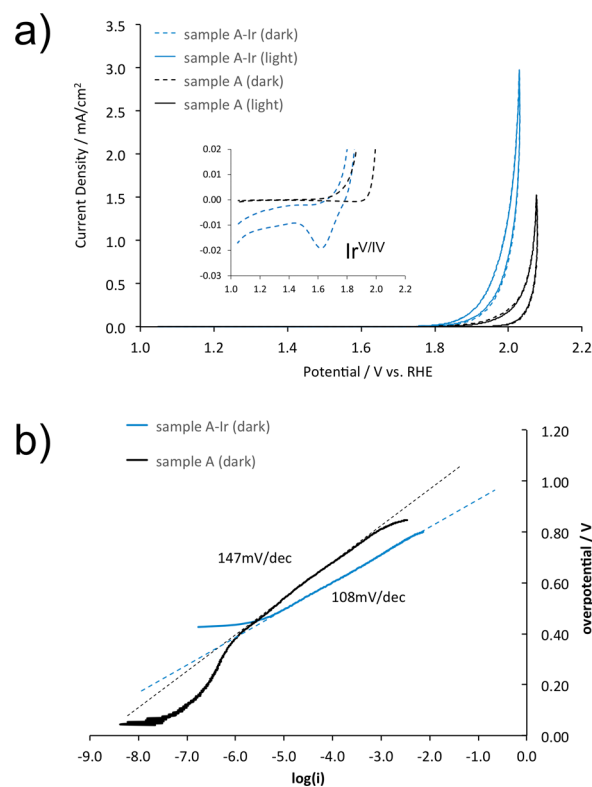 a)
sample A-Ir (dark)
sample A-Ir (light)
sample A (dark)
sample A (light)
Current Density / mA/cm²
3.5
3.0
2.5
2.0
1.5
1.0
0.5
0.0
1.0 1.2 1.4 1.6 1.8 2.0 2.2
Potential / V vs. RHE
0.02
0.01
0.00
-0.01
-0.02
-0.03
1.0 1.2 1.4 1.6 1.8 2.0 2.2
Ir^V/IV
b)
sample A-Ir (dark)
sample A (dark)
147mV/dec
108mV/dec
1.20
1.00
0.80
0.60
0.40
0.20
0.00
overpotential / V
-9.0 -8.0 -7.0 -6.0 -5.0 -4.0 -3.0 -2.0 -1.0 0.0
log(i)